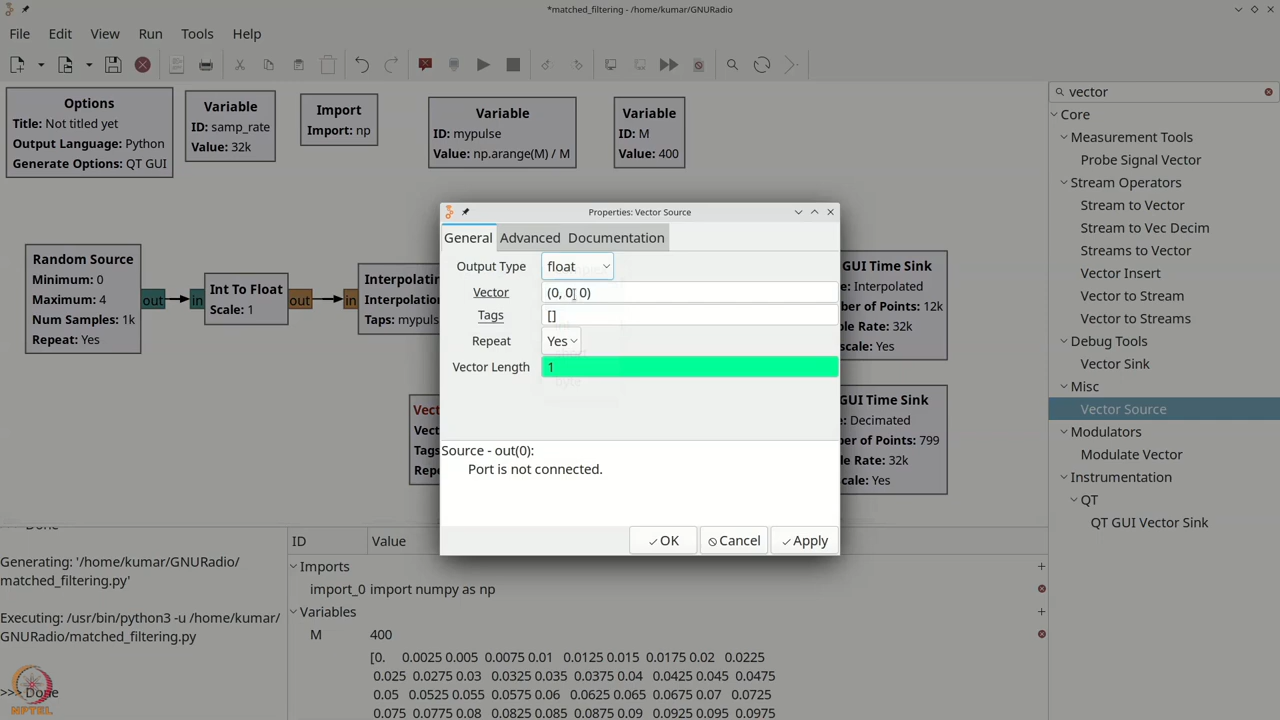 *matched_filtering - /home/kumar/GNURadio
File Edit View Run Tools Help
Options
Title: Not titled yet
Output Language: Python
Generate Options: QT GUI
Variable
ID: samp_rate
Value: 32k
Import
Import: np
Variable
ID: mypulse
Value: np.arange(M) / M
Variable
ID: M
Value: 400
vector
Core
Measurement Tools
Probe Signal Vector
Stream Operators
Stream to Vector
Stream to Vec Decim
Streams to Vector
Vector Insert
Vector to Stream
Vector to Streams
Debug Tools
Vector Sink
Misc
Vector Source
Modulators
Modulate Vector
Instrumentation
QT
QT GUI Vector Sink
Random Source
Minimum: 0
Maximum: 4
Num Samples: 1k
Repeat: Yes
out
in
Int To Float
Scale: 1
out
in
Interpolating
Interpolation
Taps: mypuls
Vect
Vect
Tags
Repe
GUI Time Sink
e: Interpolated
ber of Points: 12k
le Rate: 32k
scale: Yes
GUI Time Sink
e: Decimated
ber of Points: 799
le Rate: 32k
scale: Yes
Properties: Vector Source
General Advanced Documentation
Output Type float
Vector (0, 0, 0)
Tags []
Repeat Yes
Vector Length 1
Source - out(0):
Port is not connected.
OK Cancel Apply
>>> Done
Generating: '/home/kumar/GNURadio/
matched_filtering.py'
Executing: /usr/bin/python3 -u /home/kumar/
GNURadio/matched_filtering.py
>>> Done
NPTEL
ID Value
Imports
import_0 import numpy as np
Variables
M 400
[0. 0.0025 0.005 0.0075 0.01 0.0125 0.015 0.0175 0.02 0.0225
0.025 0.0275 0.03 0.0325 0.035 0.0375 0.04 0.0425 0.045 0.0475
0.05 0.0525 0.055 0.0575 0.06 0.0625 0.065 0.0675 0.07 0.0725
0.075 0.0775 0.08 0.0825 0.085 0.0875 0.09 0.0925 0.095 0.0975